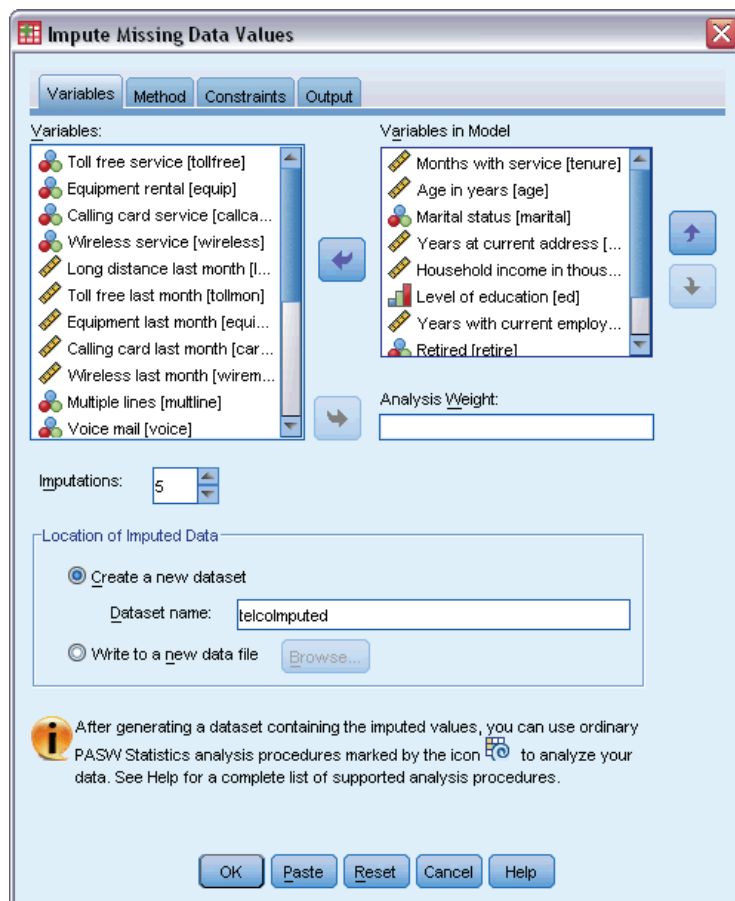 Impute Missing Data Values
Variables Method Constraints Output
Variables:
Toll free service [tollfree]
Equipment rental [equip]
Calling card service [callca...
Wireless service [wireless]
Long distance last month [l...
Toll free last month [tollmon]
Equipment last month [equi...
Calling card last month [car...
Wireless last month [wirem...
Multiple lines [multline]
Voice mail [voice]
Variables in Model
Months with service [tenure]
Age in years [age]
Marital status [marital]
Years at current address [...
Household income in thous...
Level of education [ed]
Years with current employ...
Retired [retire]
Analysis Weight:
Imputations: 5
Location of Imputed Data
Create a new dataset
Dataset name: telcoImputed
Write to a new data file Browse...
After generating a dataset containing the imputed values, you can use ordinary
PASW Statistics analysis procedures marked by the icon to analyze your
data. See Help for a complete list of supported analysis procedures.
OK Paste Reset Cancel Help